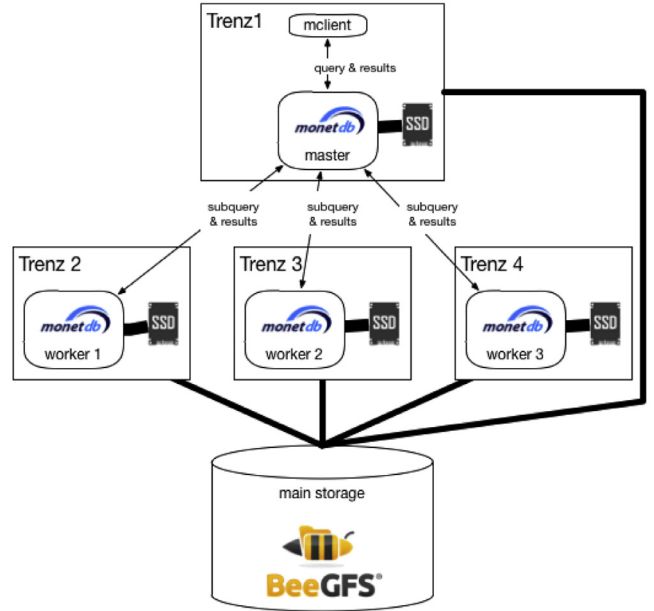 Trenz1
mclient
query & results
monetdb
SSD
master
subquery
& results
subquery
& results
subquery
& results
Trenz 2
monetdb
SSD
worker 1
Trenz 3
monetdb
SSD
worker 2
Trenz 4
monetdb
SSD
worker 3
main storage
BeeGFS®